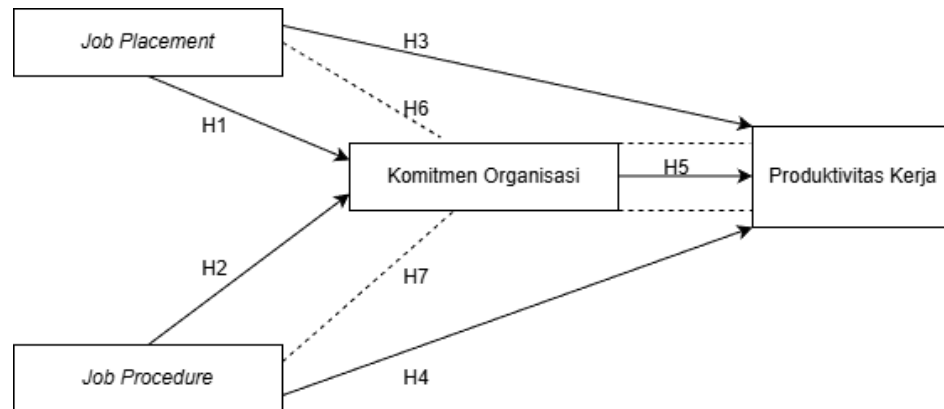 Job Placement
H3
H6
H1
Komitmen Organisasi
H5
Produktivitas Kerja
H2
H7
Job Procedure
H4